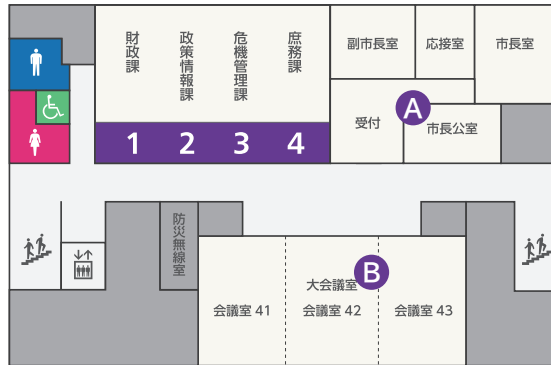 財政課
政策情報課
危機管理課
庶務課
1
2
3
4
副市長室
応接室
市長室
A
受付
市長公室
防災無線室
B
大会議室
会議室 41
会議室 42
会議室 43